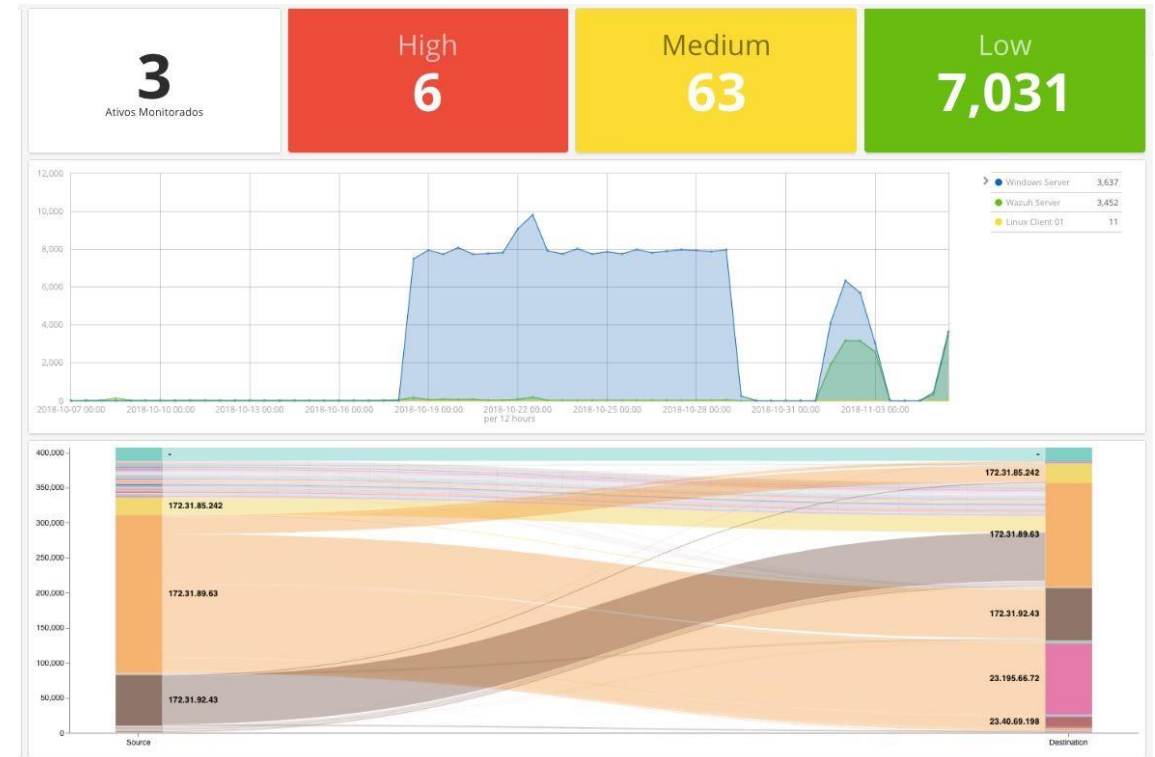 3
Ativos Monitorados
High
6
Medium
63
Low
7,031
12,000
10,000
8,000
6,000
4,000
2,000
0
2018-10-07 00:00 2018-10-10 00:00 2018-10-13 00:00 2018-10-16 00:00 2018-10-19 00:00 2018-10-22 00:00 2018-10-25 00:00 2018-10-28 00:00 2018-10-31 00:00 2018-11-03 00:00
per 12 hours
Windows Server 3,637
Wazuh Server 3,452
Linux Client 01 11
400,000
350,000
300,000
250,000
200,000
150,000
100,000
50,000
0
-
172.31.85.242
172.31.89.63
172.31.92.43
-
172.31.85.242
172.31.89.63
172.31.92.43
23.195.66.72
23.40.69.198
Source
Destination